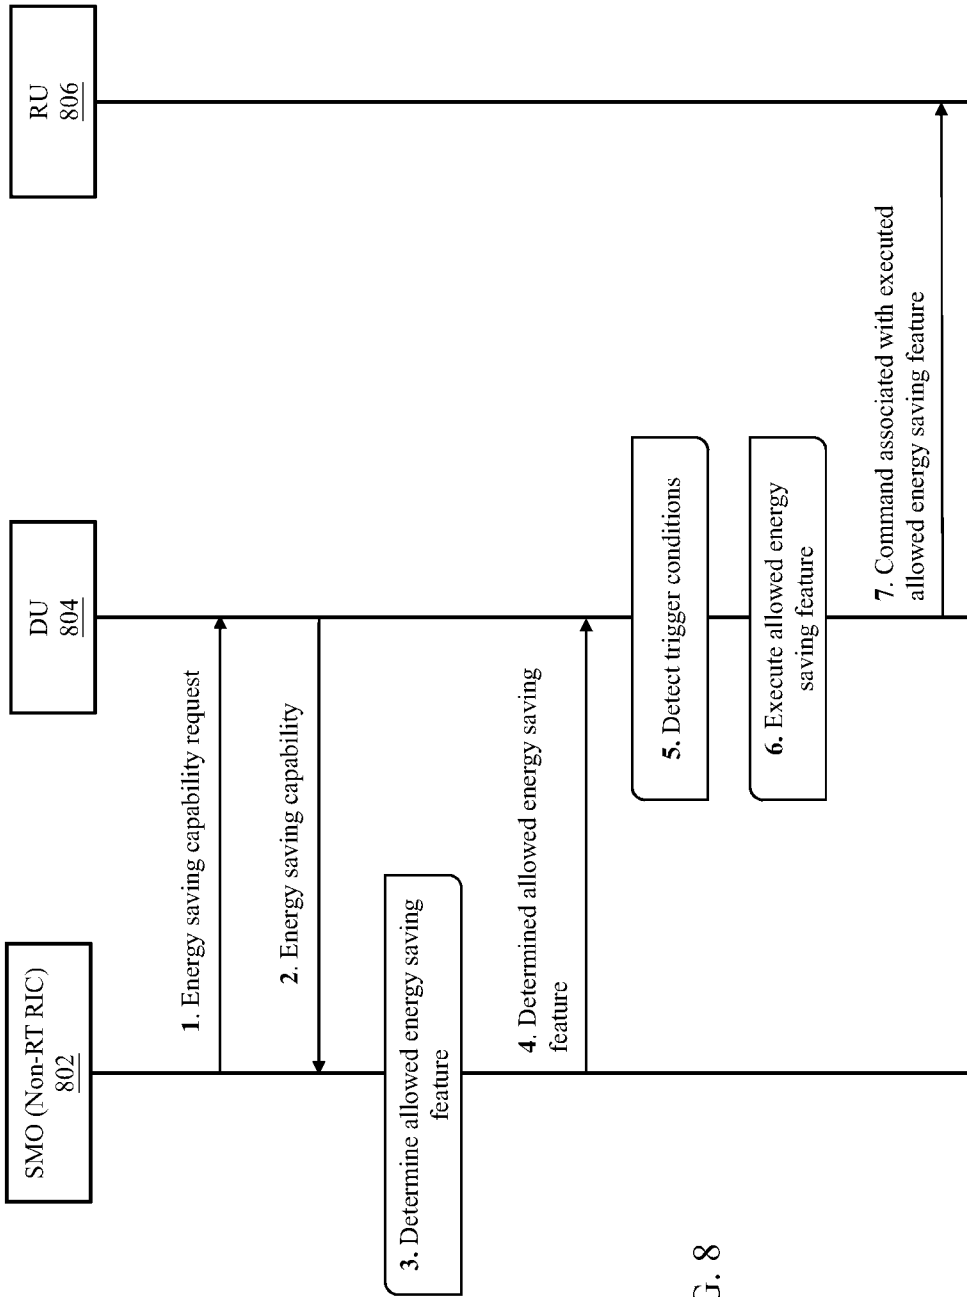 SMO (Non-RT RIC)
802
DU
804
RU
806
1. Energy saving capability request
2. Energy saving capability
3. Determine allowed energy saving
feature
4. Determined allowed energy saving
feature
5. Detect trigger conditions
6. Execute allowed energy
saving feature
7. Command associated with executed
allowed energy saving feature
G. 8